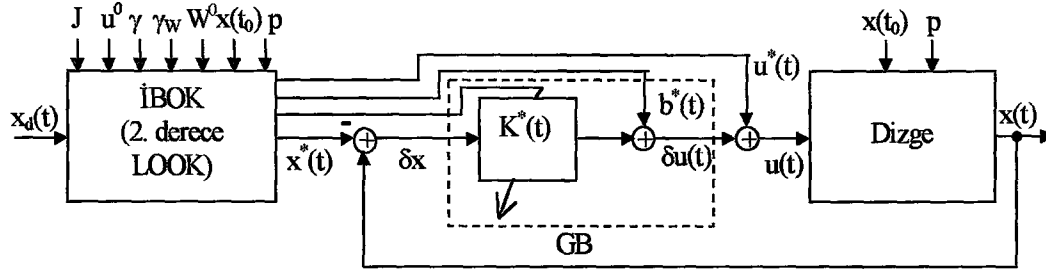 J u⁰ γ γ_W W⁰ x(t₀) p
x(t₀) p
u*(t)
İBOK
x_d(t)
(2. derece
LOOK)
x*(t)
-
δx
K*(t)
b*(t)
δu(t)
u(t)
Dizge
x(t)
GB